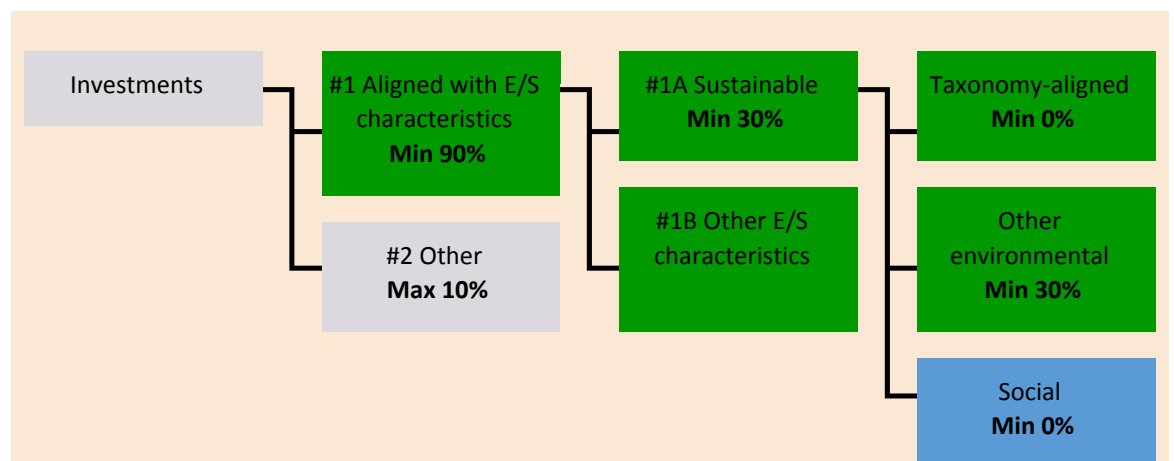 Investments
#1 Aligned with E/S
characteristics
Min 90%
#2 Other
Max 10%
#1A Sustainable
Min 30%
#1B Other E/S
characteristics
Taxonomy-aligned
Min 0%
Other
environmental
Min 30%
Social
Min 0%